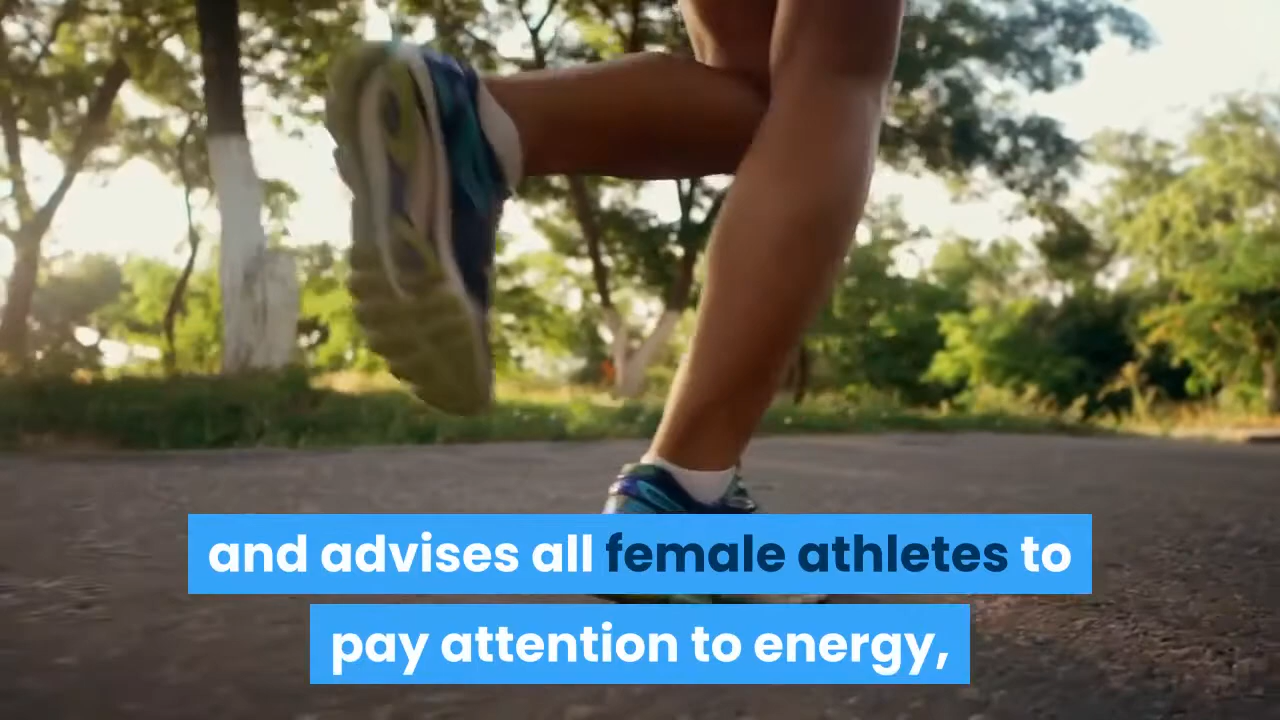 and advises all female athletes to
pay attention to energy,